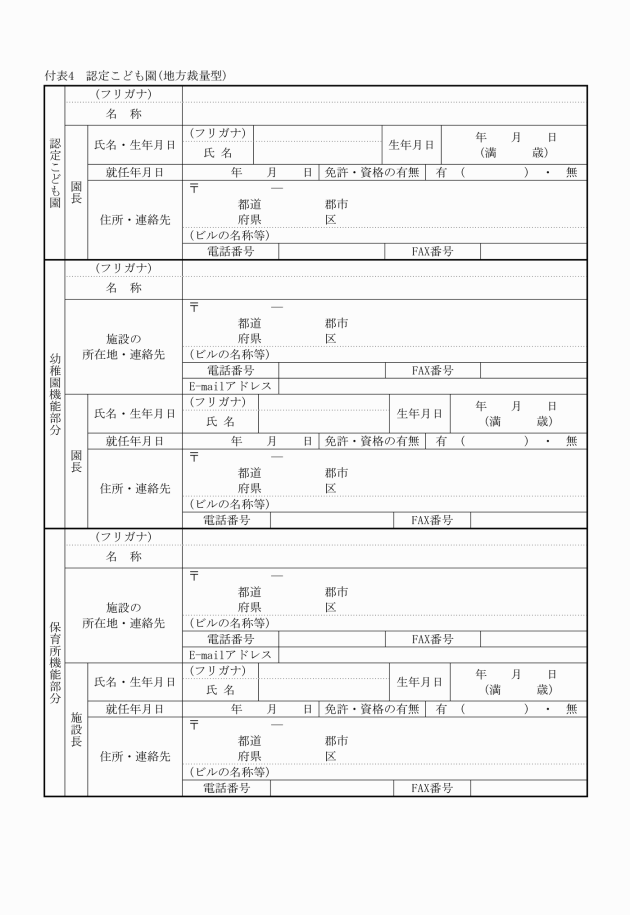 付表4　認定こども園(地方裁量型)
認定こども園
(フリガナ)
名　称
園長
氏名・生年月日
(フリガナ)
氏 名
生年月日
年　　月　　日
(満　　　歳)
就任年月日
年　　月　　日
免許・資格の有無
有　(　　　　　)　・　無
住所・連絡先
〒　　　　　　―
都道　　　　　郡市
府県　　　　　区
(ビルの名称等)
電話番号
FAX番号
幼稚園機能部分
(フリガナ)
名　称
施設の
所在地・連絡先
〒　　　　　　―
都道　　　　　郡市
府県　　　　　区
(ビルの名称等)
電話番号
FAX番号
E-mailアドレス
園長
氏名・生年月日
(フリガナ)
氏 名
生年月日
年　　月　　日
(満　　　歳)
就任年月日
年　　月　　日
免許・資格の有無
有　(　　　　　)　・　無
住所・連絡先
〒　　　　　　―
都道　　　　　郡市
府県　　　　　区
(ビルの名称等)
電話番号
FAX番号
保育所機能部分
(フリガナ)
名　称
施設の
所在地・連絡先
〒　　　　　　―
都道　　　　　郡市
府県　　　　　区
(ビルの名称等)
電話番号
FAX番号
E-mailアドレス
施設長
氏名・生年月日
(フリガナ)
氏 名
生年月日
年　　月　　日
(満　　　歳)
就任年月日
年　　月　　日
免許・資格の有無
有　(　　　　　)　・　無
住所・連絡先
〒　　　　　　―
都道　　　　　郡市
府県　　　　　区
(ビルの名称等)
電話番号
FAX番号